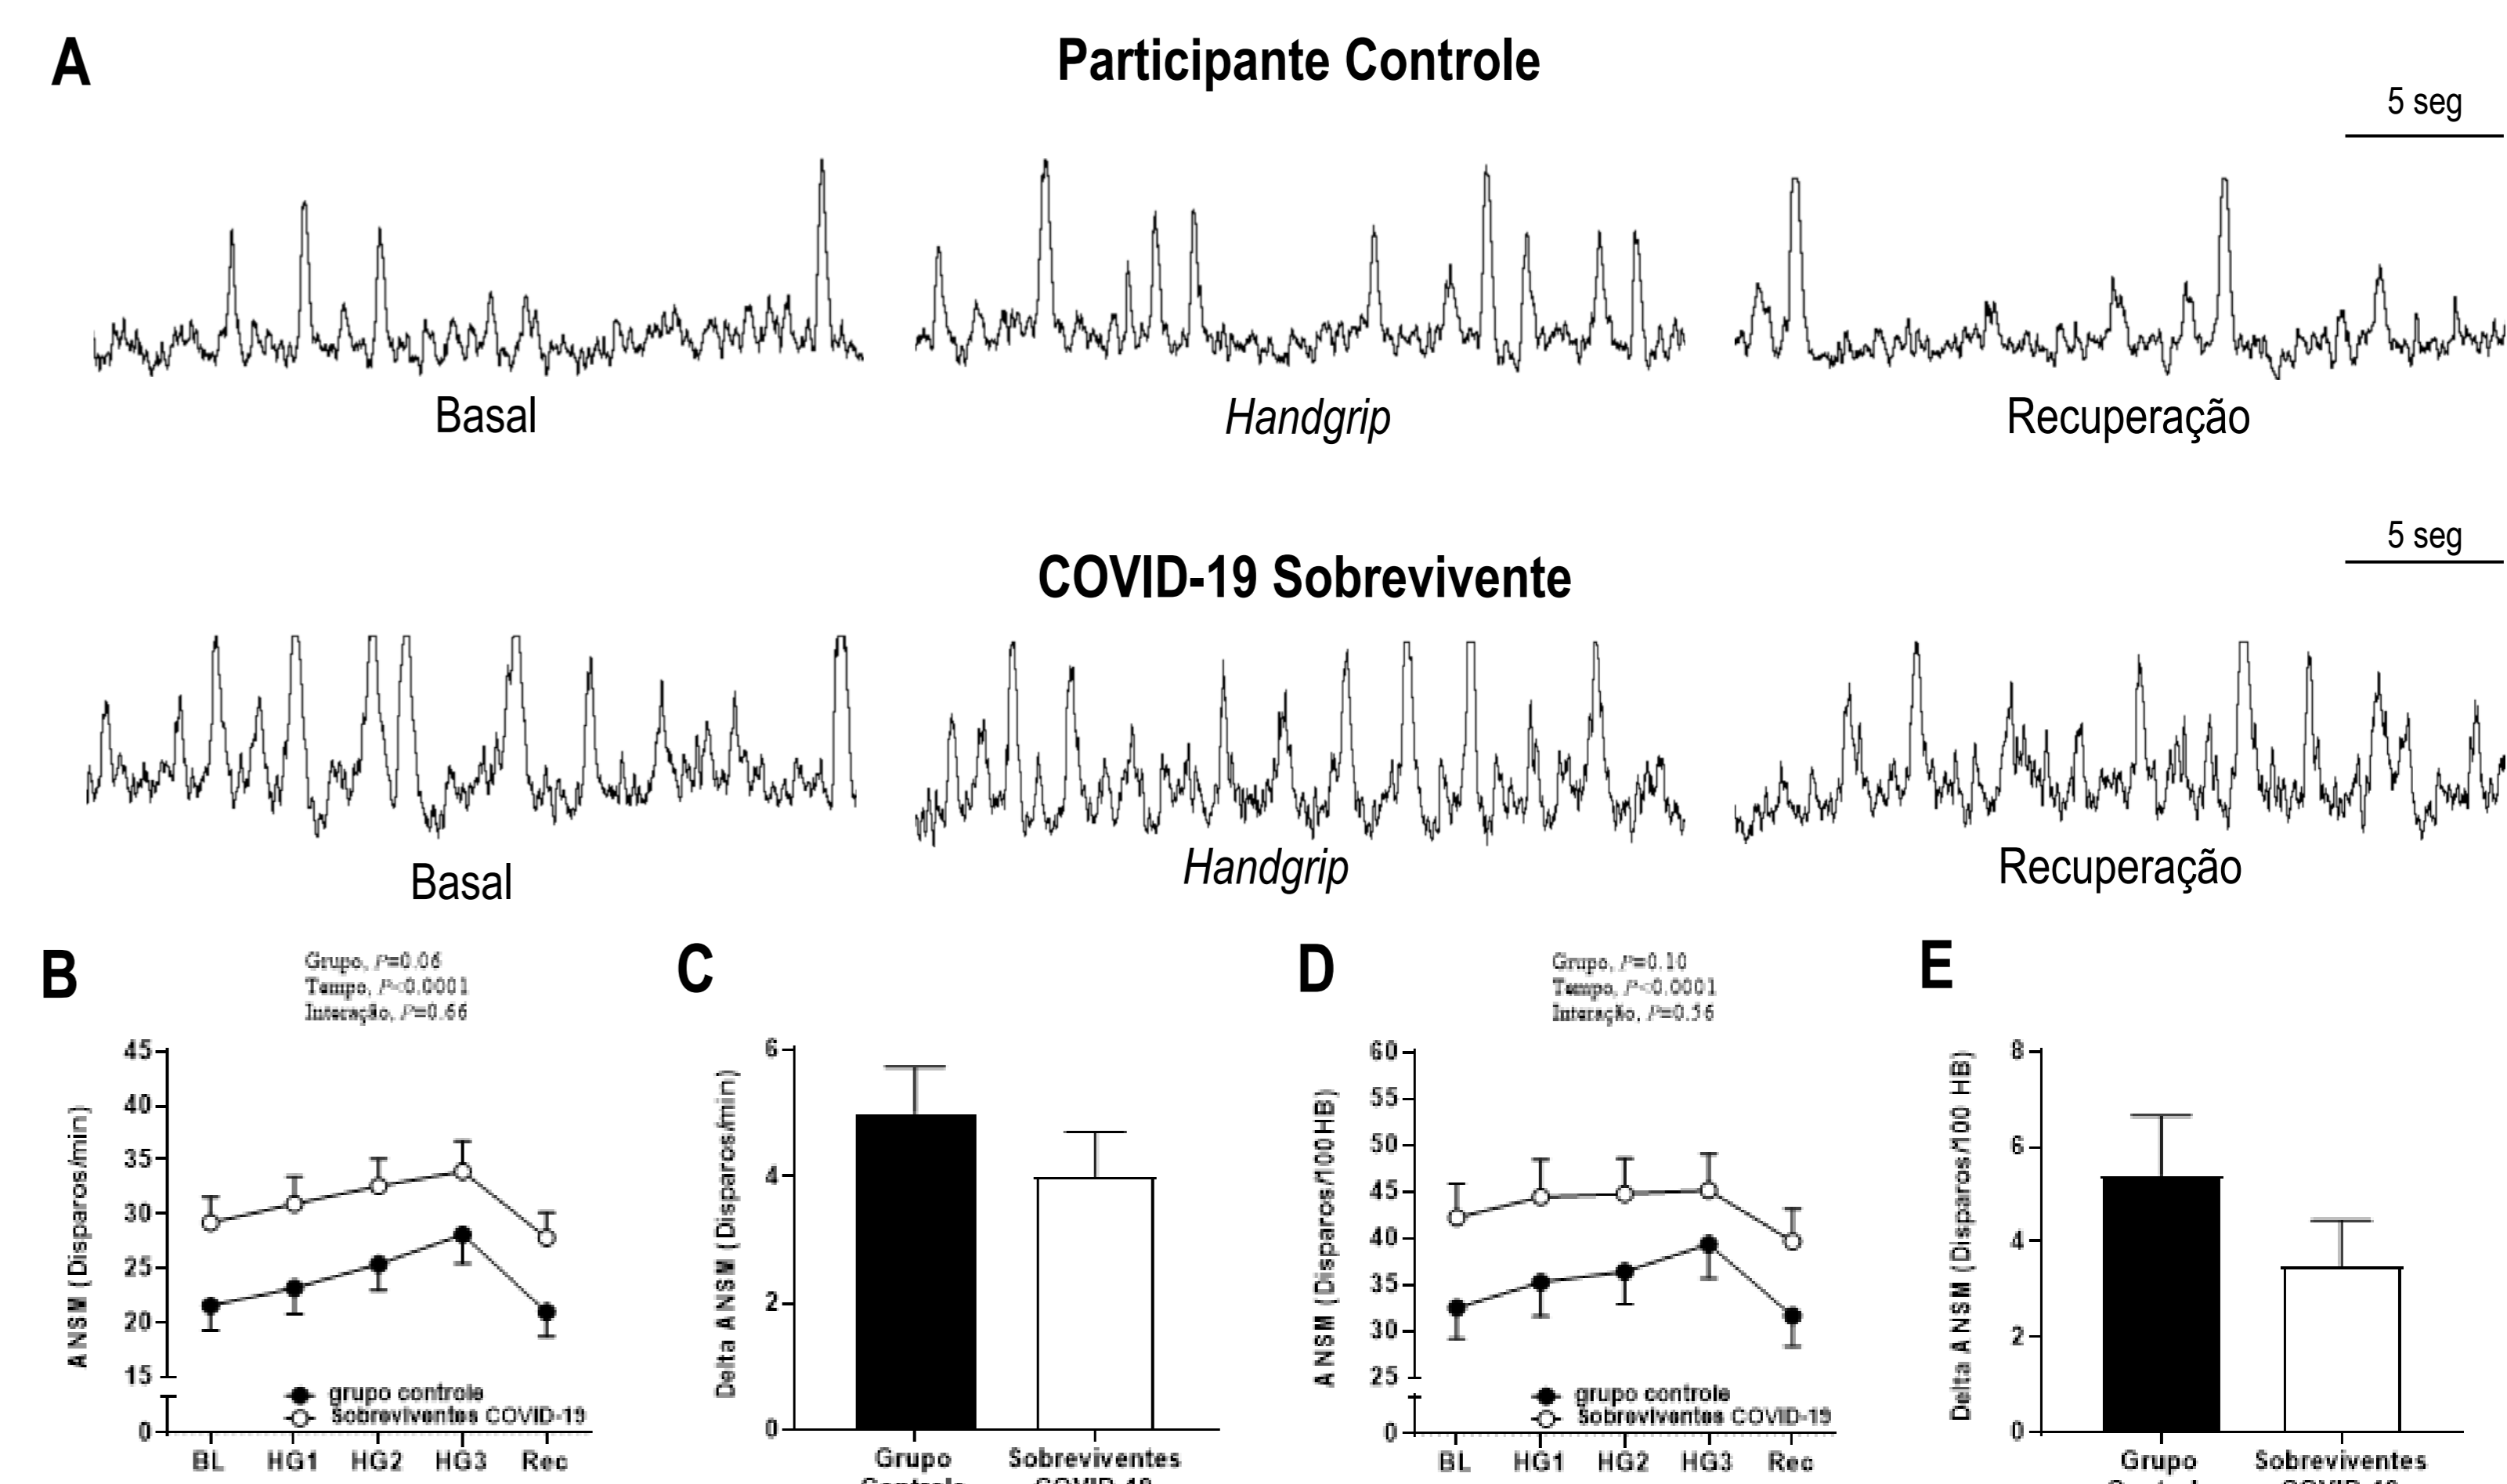 A
Participante Controle
5 seg
Basal
Handgrip
Recuperação
5 seg
COVID-19 Sobrevivente
Basal
Handgrip
Recuperação
B
Grupo, P=0.06
Tempo, P<0.0001
Interação, P=0.66
ANSM (Disparos/min)
45
40
35
30
25
20
15
0
grupo controle
Sobreviventes COVID-19
BL HG1 HG2 HG3 Rec
C
Delta ANSM (Disparos/min)
6
4
2
0
Grupo
Sobreviventes
D
Grupo, P=0.10
Tempo, P<0.0001
Interação, P=0.56
ANSM (Disparos/100HB)
60
55
50
45
40
35
30
25
0
grupo controle
Sobreviventes COVID-19
BL HG1 HG2 HG3 Rec
E
Delta ANSM (Disparos/100 HB)
8
6
4
2
0
Grupo
Sobreviventes